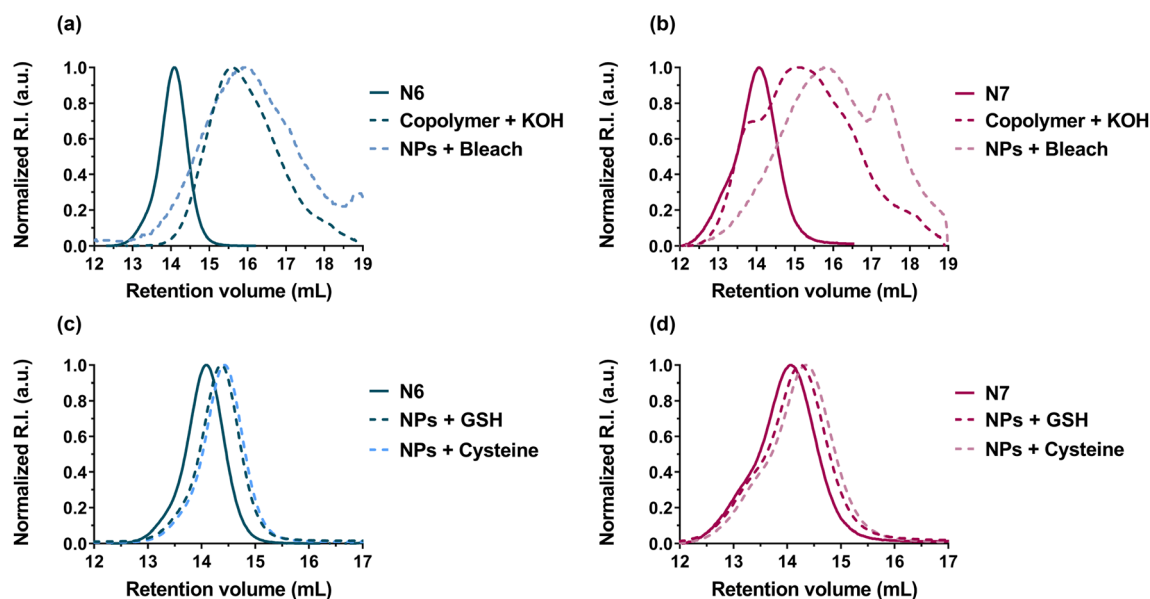 (a)
Normalized R.I. (a.u.)
1.0
0.8
0.6
0.4
0.2
0.0
12 13 14 15 16 17 18 19
Retention volume (mL)
N6
Copolymer + KOH
NPs + Bleach
(b)
Normalized R.I. (a.u.)
1.0
0.8
0.6
0.4
0.2
0.0
12 13 14 15 16 17 18 19
Retention volume (mL)
N7
Copolymer + KOH
NPs + Bleach
(c)
Normalized R.I. (a.u.)
1.0
0.8
0.6
0.4
0.2
0.0
12 13 14 15 16 17
Retention volume (mL)
N6
NPs + GSH
NPs + Cysteine
(d)
Normalized R.I. (a.u.)
1.0
0.8
0.6
0.4
0.2
0.0
12 13 14 15 16 17
Retention volume (mL)
N7
NPs + GSH
NPs + Cysteine